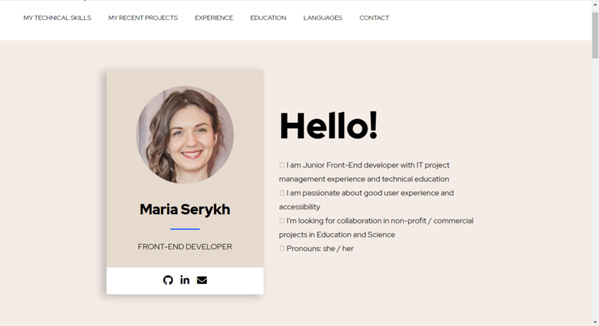 MY TECHNICAL SKILLS MY RECENT PROJECTS EXPERIENCE EDUCATION LANGUAGES CONTACT
Maria Serykh
FRONT-END DEVELOPER
Hello!
I am Junior Front-End developer with IT project
management experience and technical education
I am passionate about good user experience and
accessibility
I'm looking for collaboration in non-profit / commercial
projects in Education and Science
Pronouns: she / her